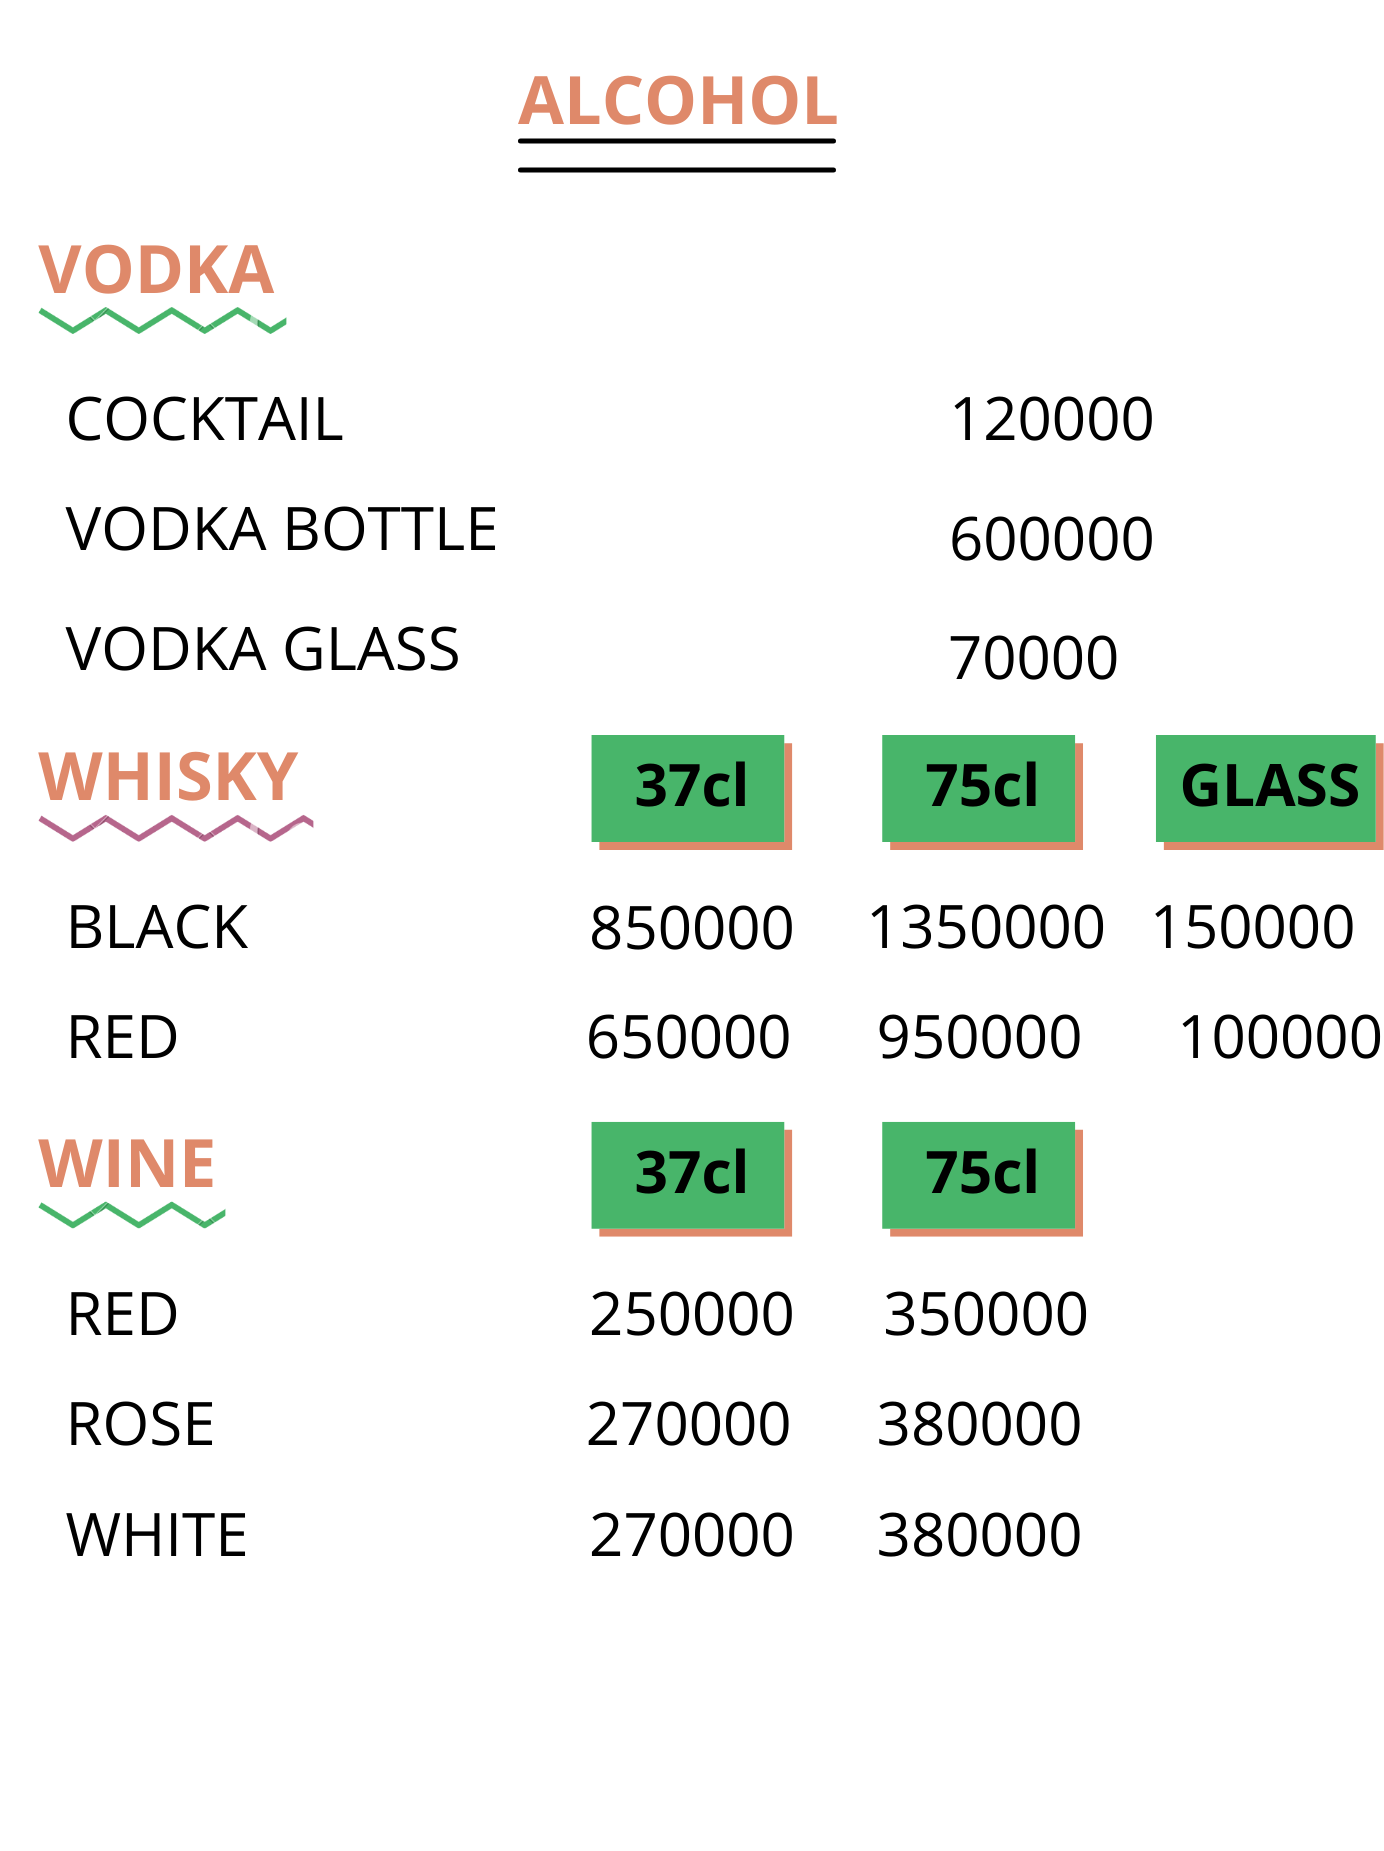 ALCOHOL
VODKA
COCKTAIL 120000
VODKA BOTTLE 600000
VODKA GLASS 70000
WHISKY 37cl 75cl GLASS
BLACK 850000 1350000 150000
RED 650000 950000 100000
WINE 37cl 75cl
RED 250000 350000
ROSE 270000 380000
WHITE 270000 380000